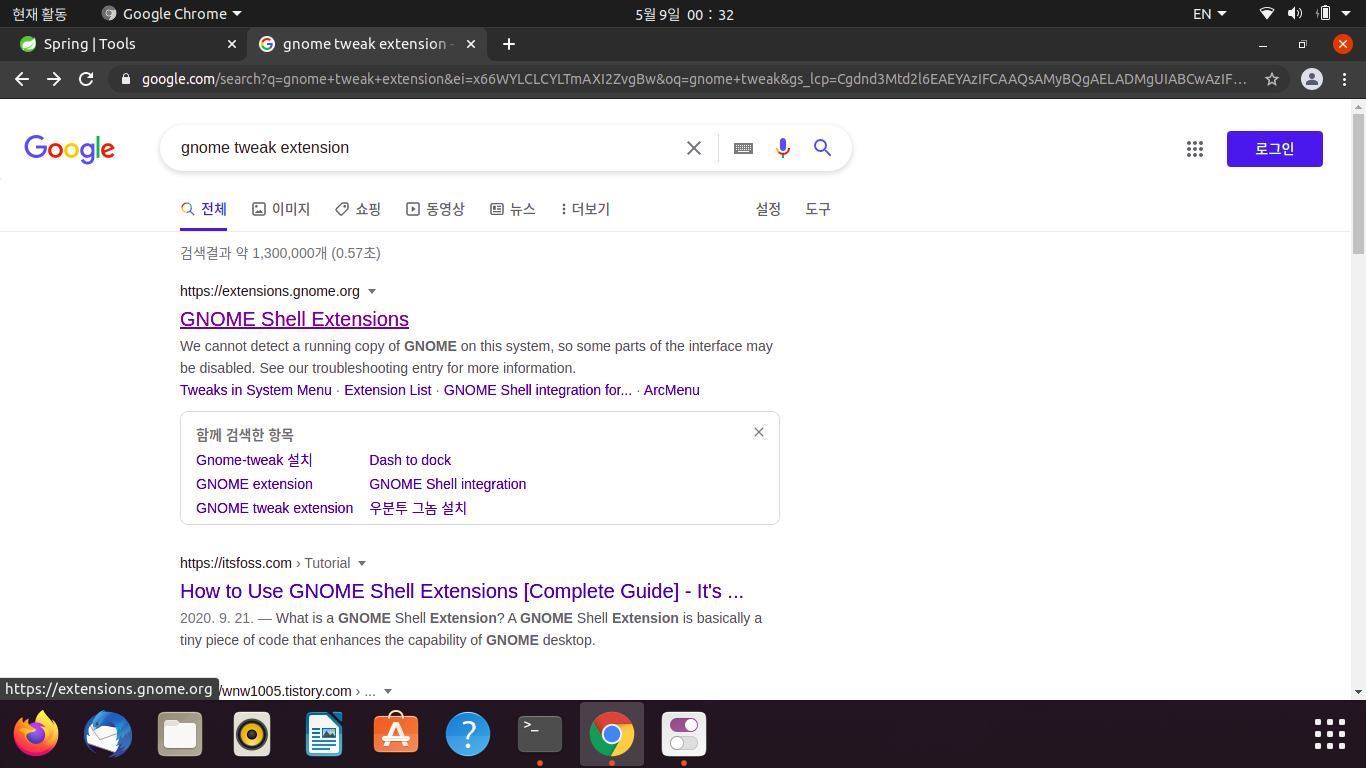 현재 활동 Google Chrome 5월 9일 00 : 32 EN
Spring | Tools gnome tweak extension -
google.com/search?q=gnome+tweak+extension&ei=x66WYLCLCYLTmAXI2ZvgBw&oq=gnome+tweak&gs_lcp=Cgdnd3Mtd2l6EAEYAzIFCAAQsAMyBQgAELADMgUIABCwAzIF...
Google gnome tweak extension 로그인
전체 이미지 쇼핑 동영상 뉴스 더보기 설정 도구
검색결과 약 1,300,000개 (0.57초)
https://extensions.gnome.org
GNOME Shell Extensions
We cannot detect a running copy of GNOME on this system, so some parts of the interface may
be disabled. See our troubleshooting entry for more information.
Tweaks in System Menu · Extension List · GNOME Shell integration for... · ArcMenu
함께 검색한 항목
Gnome-tweak 설치 Dash to dock
GNOME extension GNOME Shell integration
GNOME tweak extension 우분투 그놈 설치
https://itsfoss.com › Tutorial
How to Use GNOME Shell Extensions [Complete Guide] - It's ...
2020. 9. 21. — What is a GNOME Shell Extension? A GNOME Shell Extension is basically a
tiny piece of code that enhances the capability of GNOME desktop.
https://extensions.gnome.org /wnw1005.tistory.com › ...